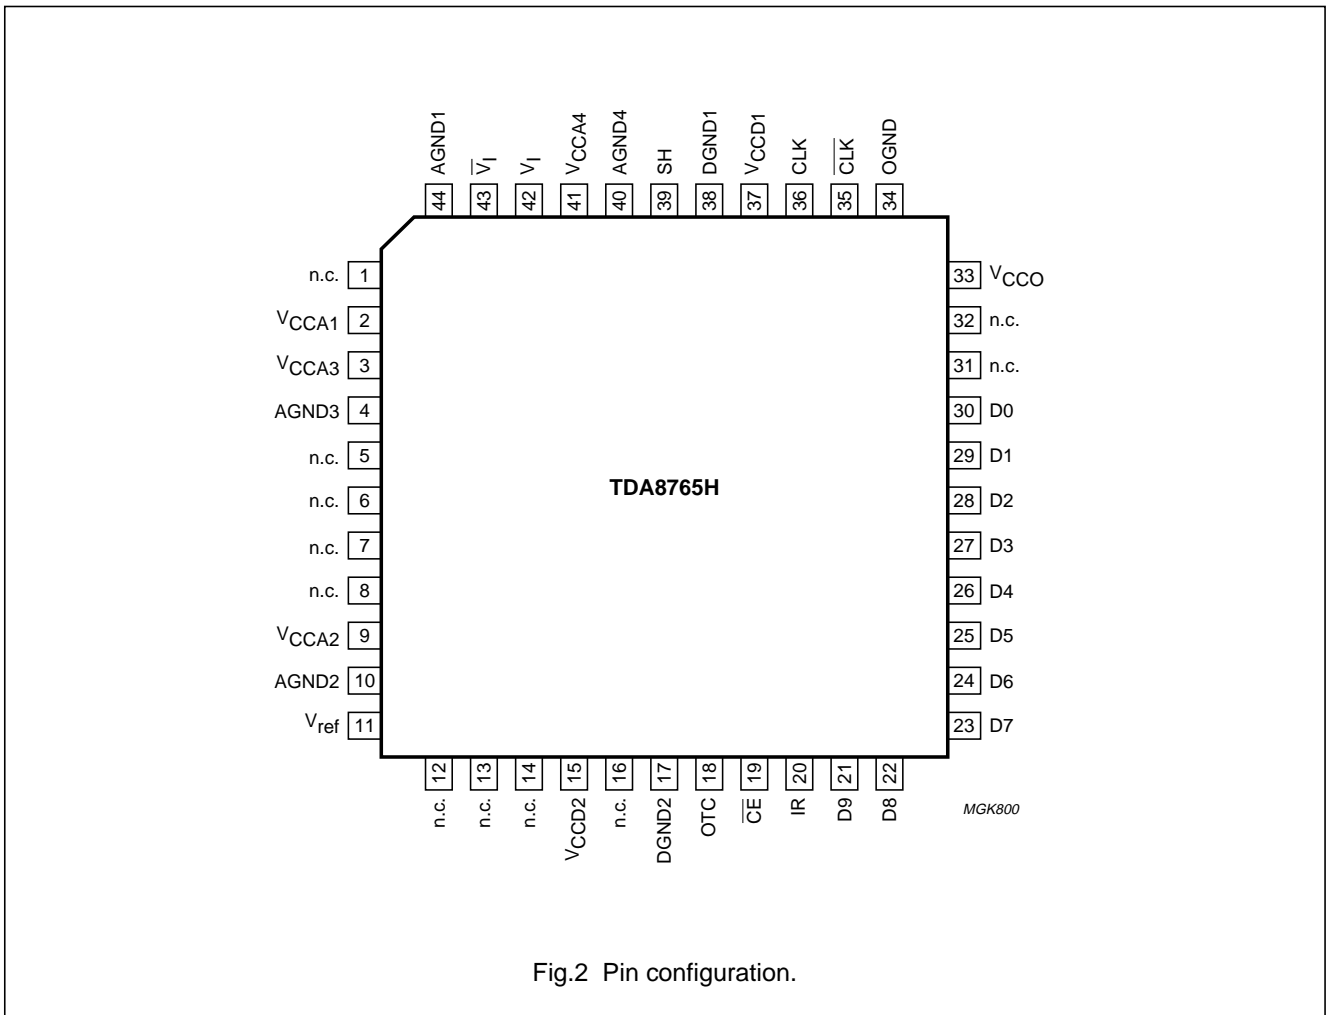 AGND1 V̅I VI VCCA4 AGND4 SH DGND1 VCCD1 CLK C̅L̅K̅ OGND
44 43 42 41 40 39 38 37 36 35 34
n.c. 1
VCCA1 2
VCCA3 3
AGND3 4
n.c. 5
n.c. 6
n.c. 7
n.c. 8
VCCA2 9
AGND2 10
Vref 11
TDA8765H
33 VCCO
32 n.c.
31 n.c.
30 D0
29 D1
28 D2
27 D3
26 D4
25 D5
24 D6
23 D7
12 13 14 15 16 17 18 19 20 21 22
n.c. n.c. n.c. VCCD2 n.c. DGND2 OTC C̅E̅ IR D9 D8
MGK800
Fig.2 Pin configuration.